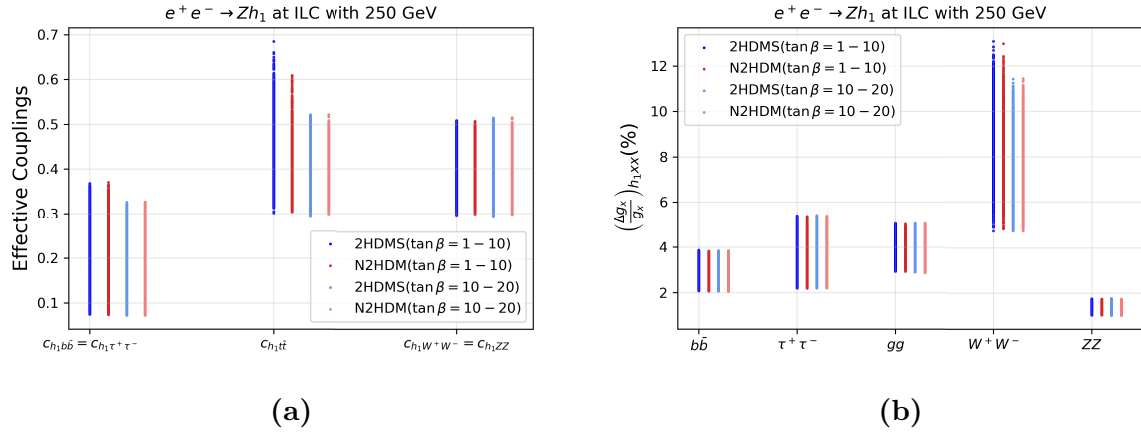 e⁺e⁻ → Zh₁ at ILC with 250 GeV
Effective Couplings
0.7
0.6
0.5
0.4
0.3
0.2
0.1
2HDMS(tan β = 1 − 10)
N2HDM(tan β = 1 − 10)
2HDMS(tan β = 10 − 20)
N2HDM(tan β = 10 − 20)
c_{h₁bb̄} = c_{h₁τ⁺τ⁻}
c_{h₁tt̄}
c_{h₁W⁺W⁻} = c_{h₁ZZ}
(a)
e⁺e⁻ → Zh₁ at ILC with 250 GeV
(Δgₓ/gₓ)_{h₁xx}(%)
12
10
8
6
4
2
2HDMS(tan β = 1 − 10)
N2HDM(tan β = 1 − 10)
2HDMS(tan β = 10 − 20)
N2HDM(tan β = 10 − 20)
bb̄
τ⁺τ⁻
gg
W⁺W⁻
ZZ
(b)